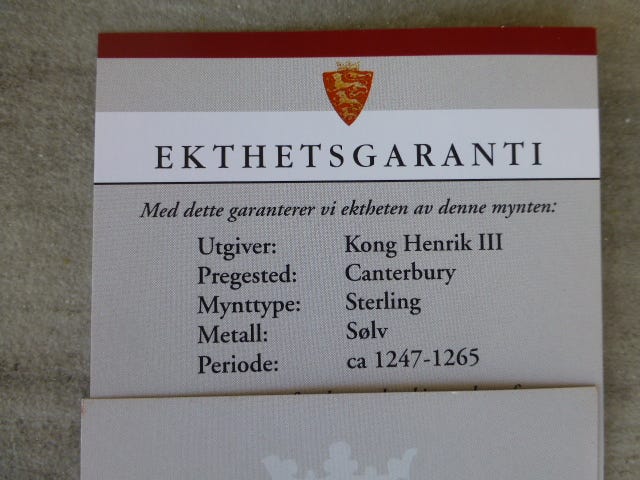 EKTHETSGARANTI
Med dette garanterer vi ektheten av denne mynten:
Utgiver: Kong Henrik III
Pregested: Canterbury
Mynttype: Sterling
Metall: Sølv
Periode: ca 1247-1265